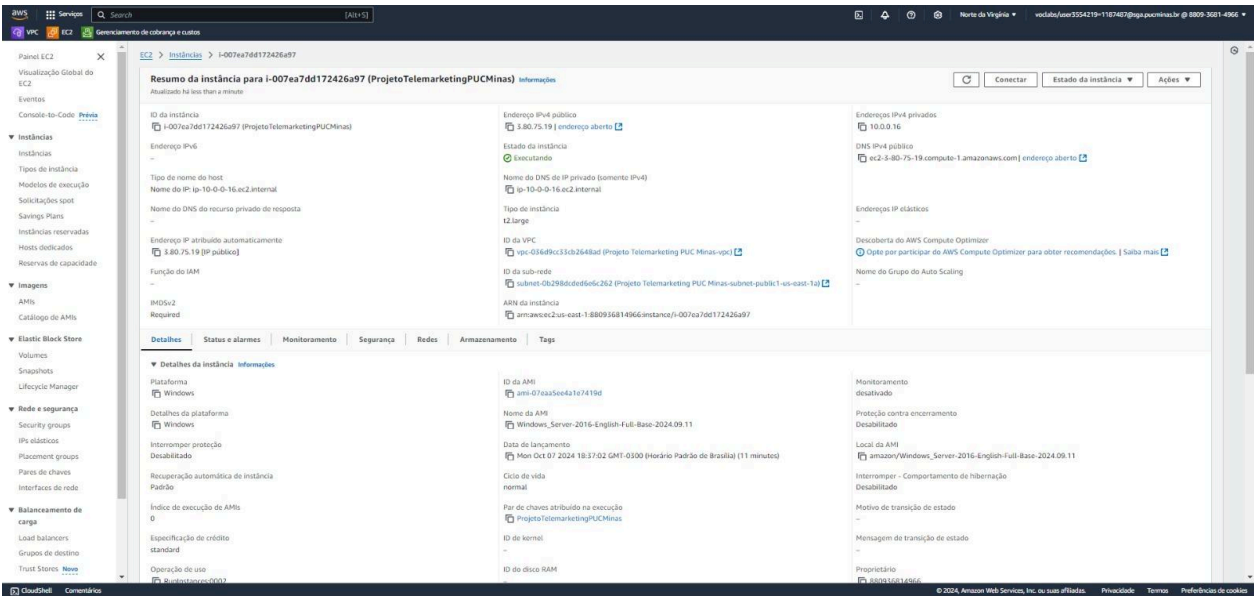 aws Serviços Search [Alt+S] Norte da Virgínia voclabs/user3554219=1187487@sga.pucminas.br @ 8809-3681-4966
VPC EC2 Gerenciamento de cobrança e custos
Painel EC2
Visualização Global do EC2
Eventos
Console-to-Code Prévia
Instâncias
Instâncias
Tipos de instância
Modelos de execução
Solicitações spot
Savings Plans
Instâncias reservadas
Hosts dedicados
Reservas de capacidade
Imagens
AMIs
Catálogo de AMIs
Elastic Block Store
Volumes
Snapshots
Lifecycle Manager
Rede e segurança
Security groups
IPs elásticos
Placement groups
Pares de chaves
Interfaces de rede
Balanceamento de carga
Load balancers
Grupos de destino
Trust Stores Novo
EC2 > Instâncias > i-007ea7dd172426a97
Resumo da instância para i-007ea7dd172426a97 (ProjetoTelemarketingPUCMinas) Informações
Atualizado há less than a minute
Conectar Estado da instância Ações
ID da instância
i-007ea7dd172426a97 (ProjetoTelemarketingPUCMinas)
Endereço IPv4 público
3.80.75.19 | endereço aberto
Endereços IPv4 privados
10.0.0.16
Endereço IPv6
–
Estado da instância
Executando
DNS IPv4 público
ec2-3-80-75-19.compute-1.amazonaws.com | endereço aberto
Tipo de nome do host
Nome do IP: ip-10-0-0-16.ec2.internal
Nome do DNS de IP privado (somente IPv4)
ip-10-0-0-16.ec2.internal
Nome do DNS do recurso privado de resposta
–
Tipo de instância
t2.large
Endereços IP elásticos
–
Endereço IP atribuído automaticamente
3.80.75.19 [IP público]
ID da VPC
vpc-036d9cc33cb2648ad (Projeto Telemarketing PUC Minas-vpc)
Descoberta do AWS Compute Optimizer
Opte por participar do AWS Compute Optimizer para obter recomendações. | Saiba mais
Função do IAM
–
ID da sub-rede
subnet-0b298dcded6e6c262 (Projeto Telemarketing PUC Minas-subnet-public1-us-east-1a)
Nome do Grupo do Auto Scaling
–
IMDSv2
Required
ARN da instância
arn:aws:ec2:us-east-1:880936814966:instance/i-007ea7dd172426a97
Detalhes Status e alarmes Monitoramento Segurança Redes Armazenamento Tags
Detalhes da instância Informações
Plataforma
Windows
ID da AMI
ami-07eaa5ee4a1e7419d
Monitoramento
desativado
Detalhes da plataforma
Windows
Nome da AMI
Windows_Server-2016-English-Full-Base-2024.09.11
Proteção contra encerramento
Desabilitado
Interromper proteção
Desabilitado
Data de lançamento
Mon Oct 07 2024 18:37:02 GMT-0300 (Horário Padrão de Brasília) (11 minutes)
Local da AMI
amazon/Windows_Server-2016-English-Full-Base-2024.09.11
Recuperação automática de instância
Padrão
Ciclo de vida
normal
Interromper - Comportamento de hibernação
Desabilitado
Índice de execução de AMIs
0
Par de chaves atribuído na execução
ProjetoTelemarketingPUCMinas
Motivo de transição de estado
–
Especificação de crédito
standard
ID de kernel
–
Mensagem de transição de estado
–
Operação de uso
RunInstances:0002
ID do disco RAM
–
Proprietário
880936814966
CloudShell Comentários © 2024, Amazon Web Services, Inc. ou suas afiliadas. Privacidade Termos Preferências de cookies